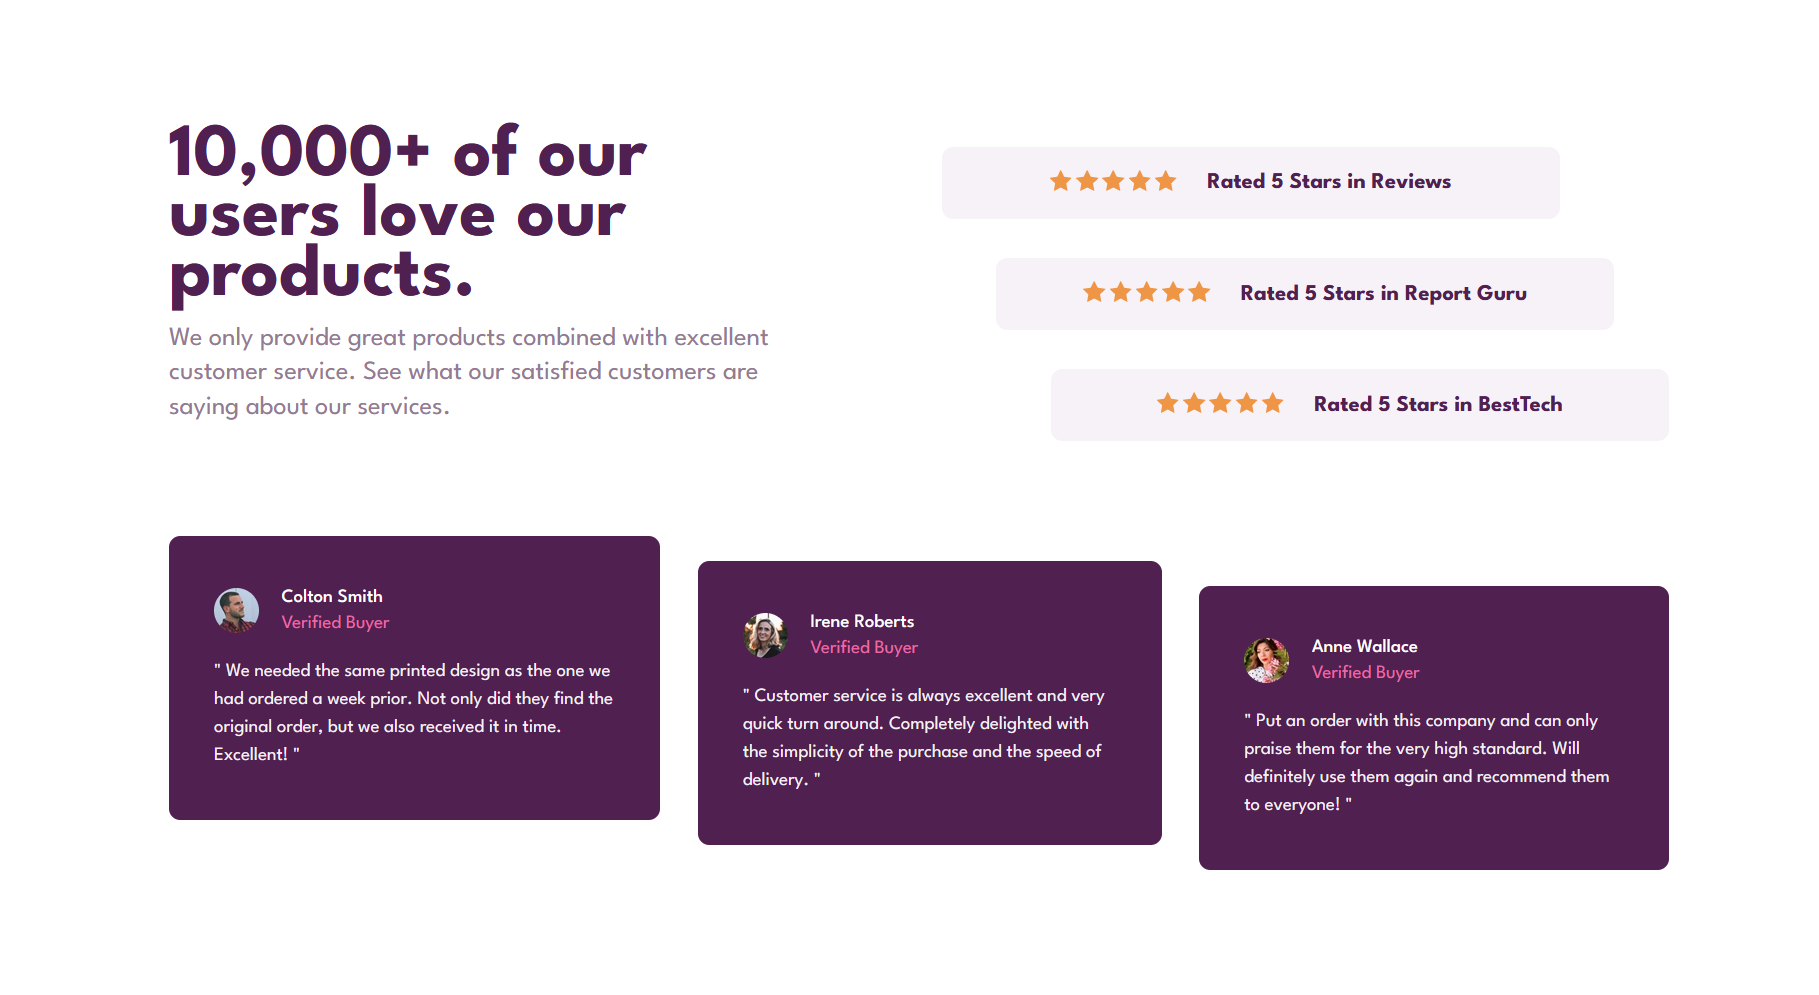 10,000+ of our
users love our
products.
We only provide great products combined with excellent
customer service. See what our satisfied customers are
saying about our services.
Rated 5 Stars in Reviews
Rated 5 Stars in Report Guru
Rated 5 Stars in BestTech
Colton Smith
Verified Buyer
" We needed the same printed design as the one we
had ordered a week prior. Not only did they find the
original order, but we also received it in time.
Excellent! "
Irene Roberts
Verified Buyer
" Customer service is always excellent and very
quick turn around. Completely delighted with
the simplicity of the purchase and the speed of
delivery. "
Anne Wallace
Verified Buyer
" Put an order with this company and can only
praise them for the very high standard. Will
definitely use them again and recommend them
to everyone! "